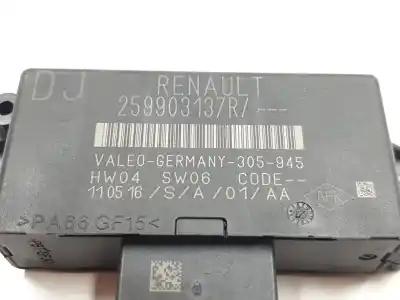 DJ RENAULT
259903137R/---
VALEO-GERMANY-305-945
HW04 SW06 CODE--
110516/S/A/01/AA
>PA66 GF15<